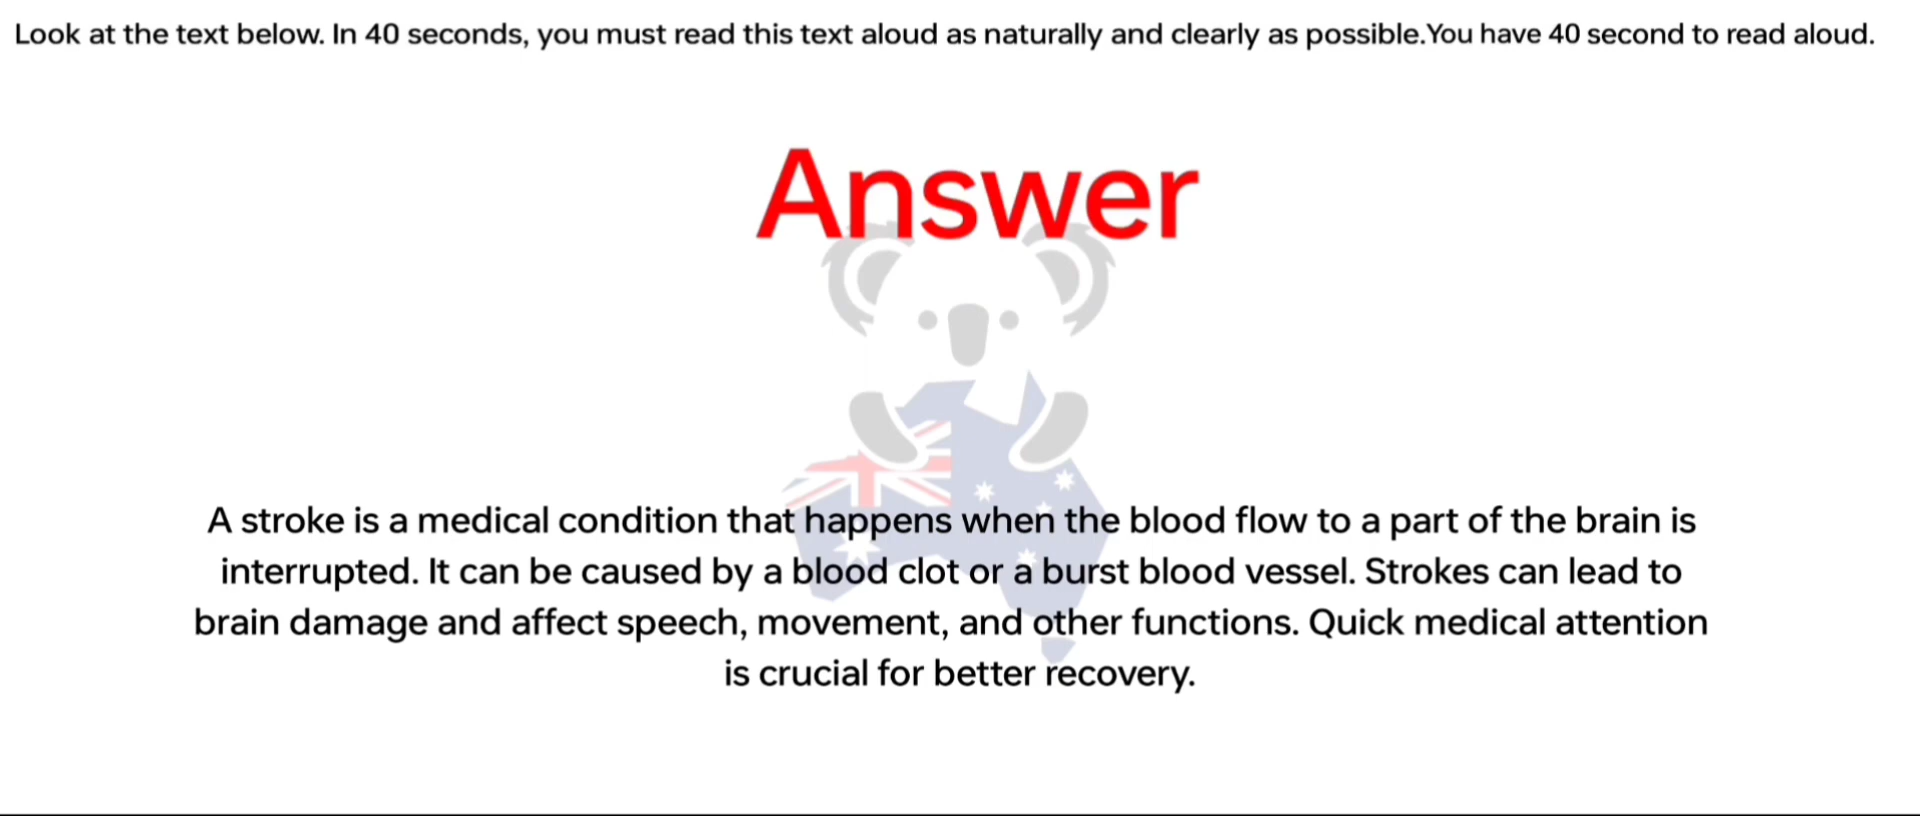 Look at the text below. In 40 seconds, you must read this text aloud as naturally and clearly as possible.You have 40 second to read aloud.
Answer
A stroke is a medical condition that happens when the blood flow to a part of the brain is
interrupted. It can be caused by a blood clot or a burst blood vessel. Strokes can lead to
brain damage and affect speech, movement, and other functions. Quick medical attention
is crucial for better recovery.